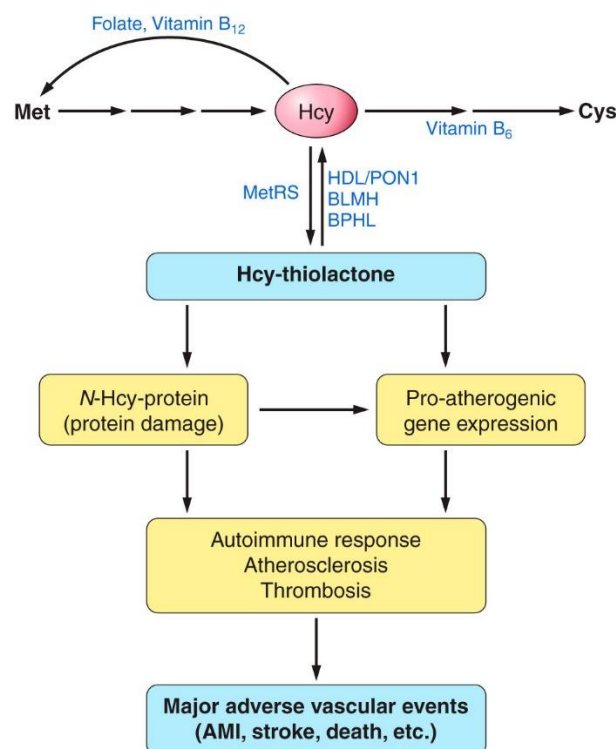 Folate, Vitamin B₁₂
Met
Hcy
Cys
Vitamin B₆
MetRS
HDL/PON1
BLMH
BPHL
Hcy-thiolactone
N-Hcy-protein
(protein damage)
Pro-atherogenic
gene expression
Autoimmune response
Atherosclerosis
Thrombosis
Major adverse vascular events
(AMI, stroke, death, etc.)